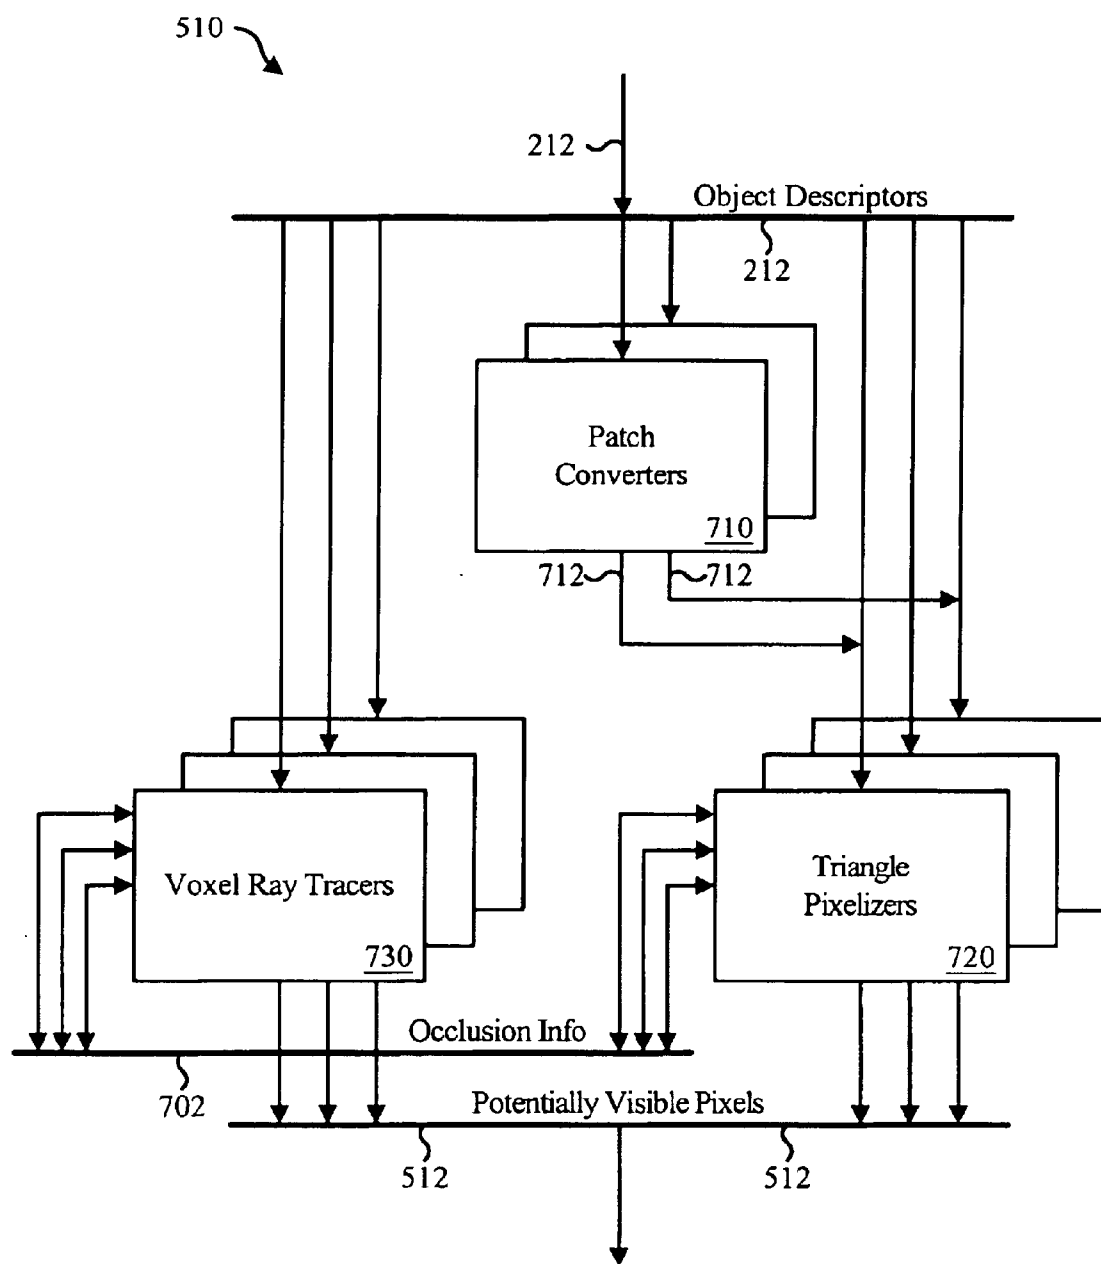 510
212
Object Descriptors
212
Patch
Converters
710
712
712
Voxel Ray Tracers
730
Triangle
Pixelizers
720
Occlusion Info
702
Potentially Visible Pixels
512
512